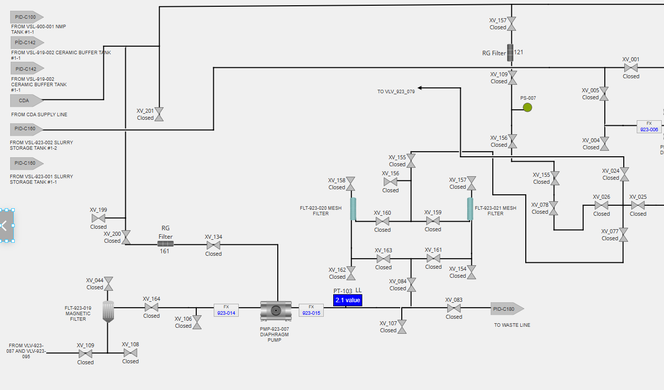 PID-C100
FROM VSL-900-001 NMP
TANK #1-1
PID-C142
FROM VSL-919-002 CERAMIC BUFFER TANK
#1-1
PID-C142
FROM VSL-919-002
CERAMIC BUFFER TANK
#1-1
CDA
FROM CDA SUPPLY LINE
PID-C160
FROM VSL-923-002 SLURRY
STORAGE TANK #1-2
PID-C160
FROM VSL-923-001 SLURRY
STORAGE TANK #1-1
XV_201
Closed
XV_157
Closed
RG Filter
121
XV_109
Closed
TO VLV_923_079
PS-007
XV_001
Closed
XV_005
Closed
FX
923-006
XV_004
Closed
XV_156
Closed
XV_155
Closed
XV_156
Closed
XV_158
Closed
XV_157
Closed
XV_155
Closed
XV_024
Closed
XV_078
Closed
XV_026
Closed
XV_025
Closed
XV_077
Closed
FLT-923-020 MESH
FILTER
FLT-923-021 MESH
FILTER
XV_160
Closed
XV_159
Closed
XV_199
Closed
XV_200
Closed
RG
Filter
161
XV_134
Closed
XV_163
Closed
XV_161
Closed
XV_162
Closed
XV_154
Closed
XV_044
Closed
XV_084
Closed
PT-103
LL
2.1 value
FLT-923-018
MAGNETIC
FILTER
XV_164
Closed
XV_106
Closed
FX
923-014
FX
923-015
PMP-923-007
DIAPHRAGM
PUMP
XV_083
Closed
PID-C180
TO WASTE LINE
XV_107
Closed
FROM VLV-923-
087 AND VLV-923-
085
XV_109
Closed
XV_108
Closed